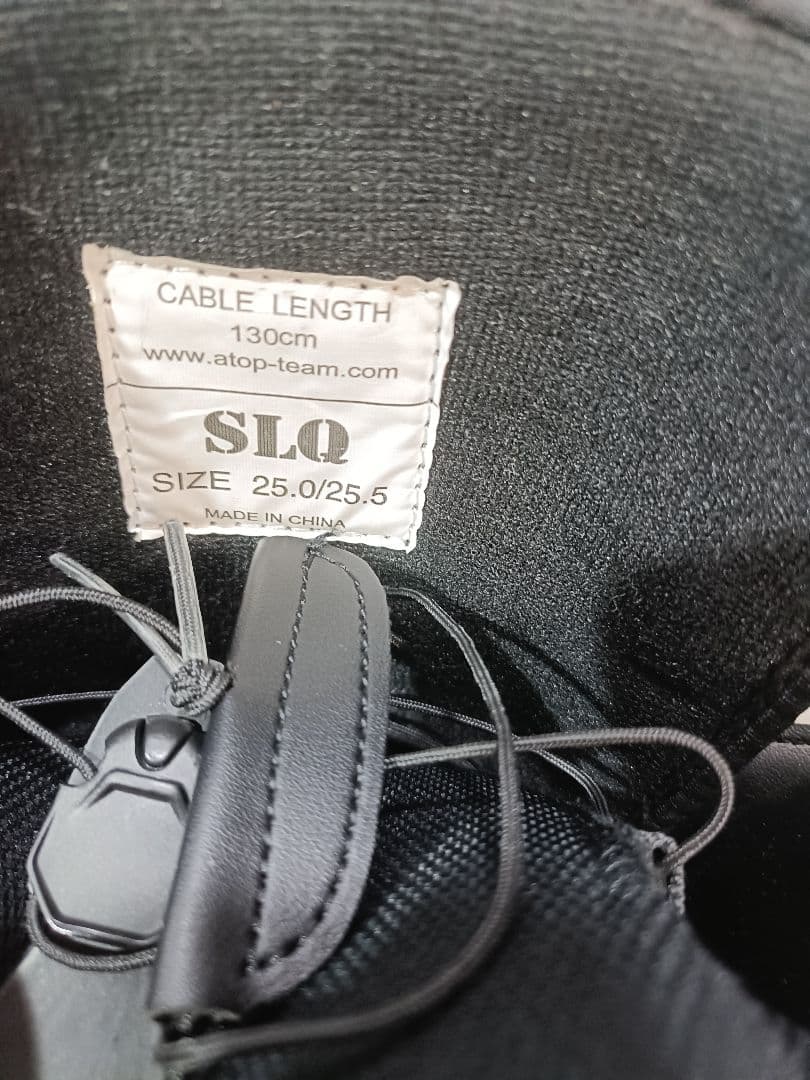 CABLE LENGTH
130cm
www.atop-team.com
SLQ
SIZE 25.0/25.5
MADE IN CHINA